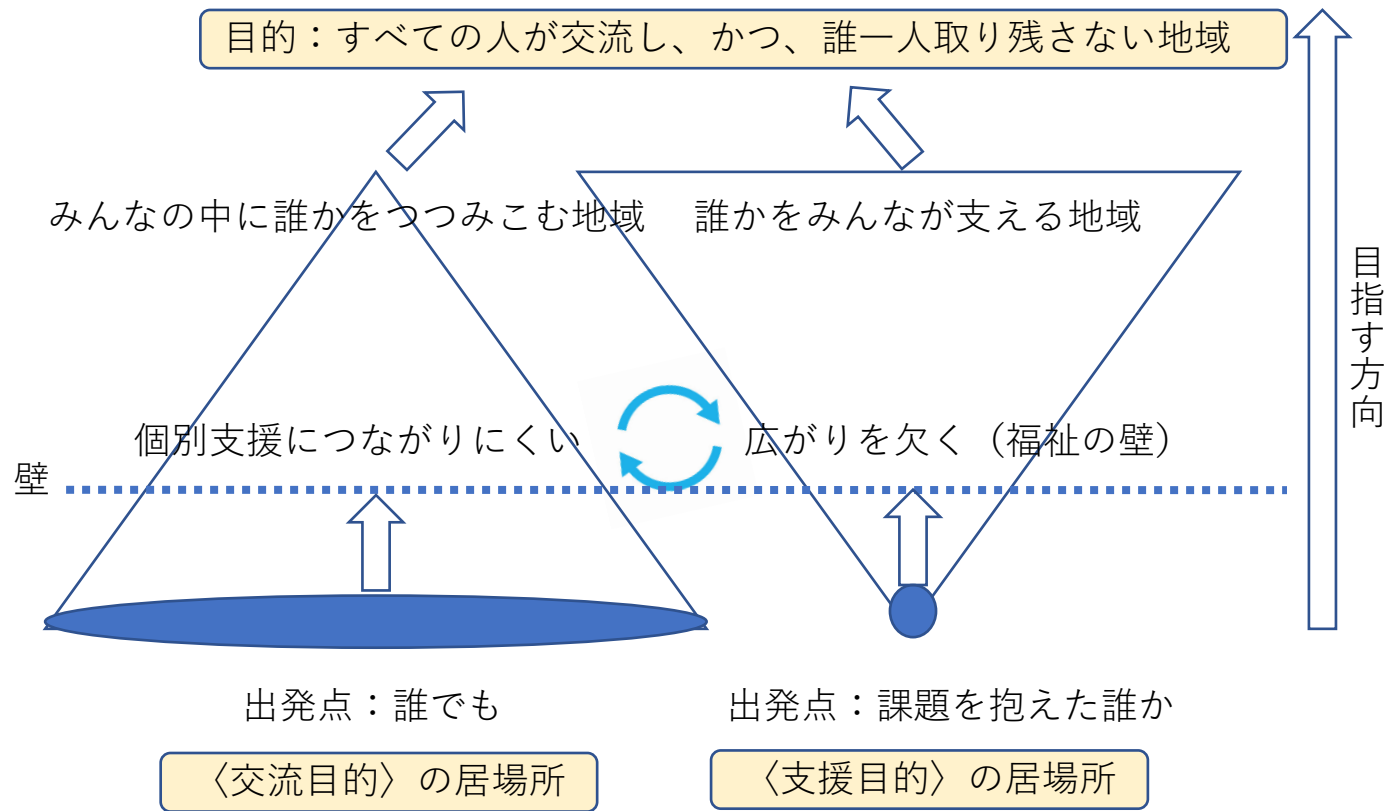 目的：すべての人が交流し、かつ、誰一人取り残さない地域
みんなの中に誰かをつつみこむ地域
誰かをみんなが支える地域
目指す方向
個別支援につながりにくい
広がりを欠く（福祉の壁）
壁
出発点：誰でも
出発点：課題を抱えた誰か
〈交流目的〉の居場所
〈支援目的〉の居場所